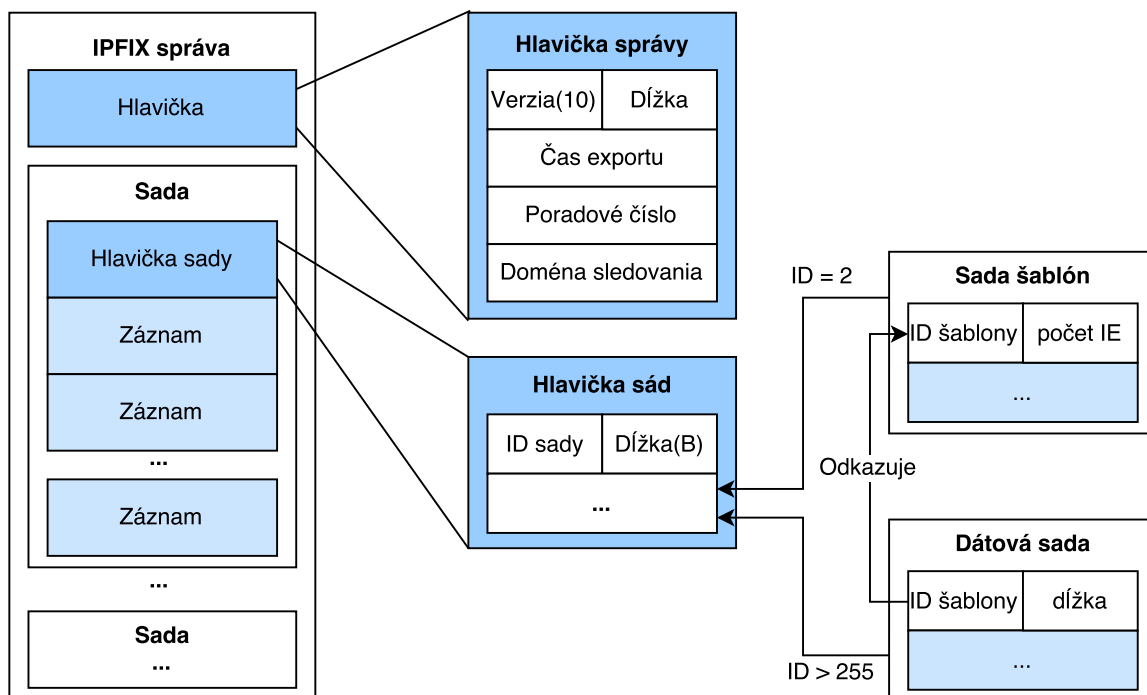 IPFIX správa
Hlavička
Sada
Hlavička sady
Záznam
Záznam
...
Záznam
...
Sada
...
Hlavička správy
Verzia(10)
Dĺžka
Čas exportu
Poradové číslo
Doména sledovania
Hlavička sád
ID sady
Dĺžka(B)
...
ID = 2
Sada šablón
ID šablony
počet IE
...
Odkazuje
Dátová sada
ID šablony
dĺžka
...
ID > 255